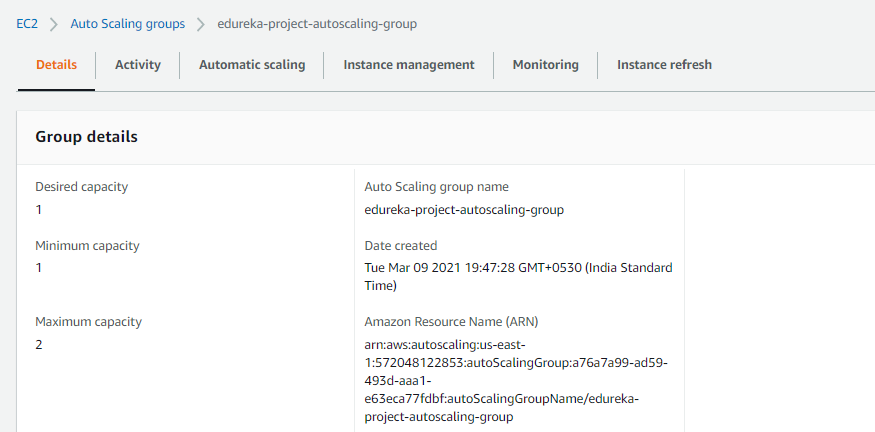 EC2 > Auto Scaling groups > edureka-project-autoscaling-group
Details Activity Automatic scaling Instance management Monitoring Instance refresh
Group details
Desired capacity
1
Minimum capacity
1
Maximum capacity
2
Auto Scaling group name
edureka-project-autoscaling-group
Date created
Tue Mar 09 2021 19:47:28 GMT+0530 (India Standard
Time)
Amazon Resource Name (ARN)
arn:aws:autoscaling:us-east-
1:572048122853:autoScalingGroup:a76a7a99-ad59-
493d-aaa1-
e63eca77fdbf:autoScalingGroupName/edureka-
project-autoscaling-group